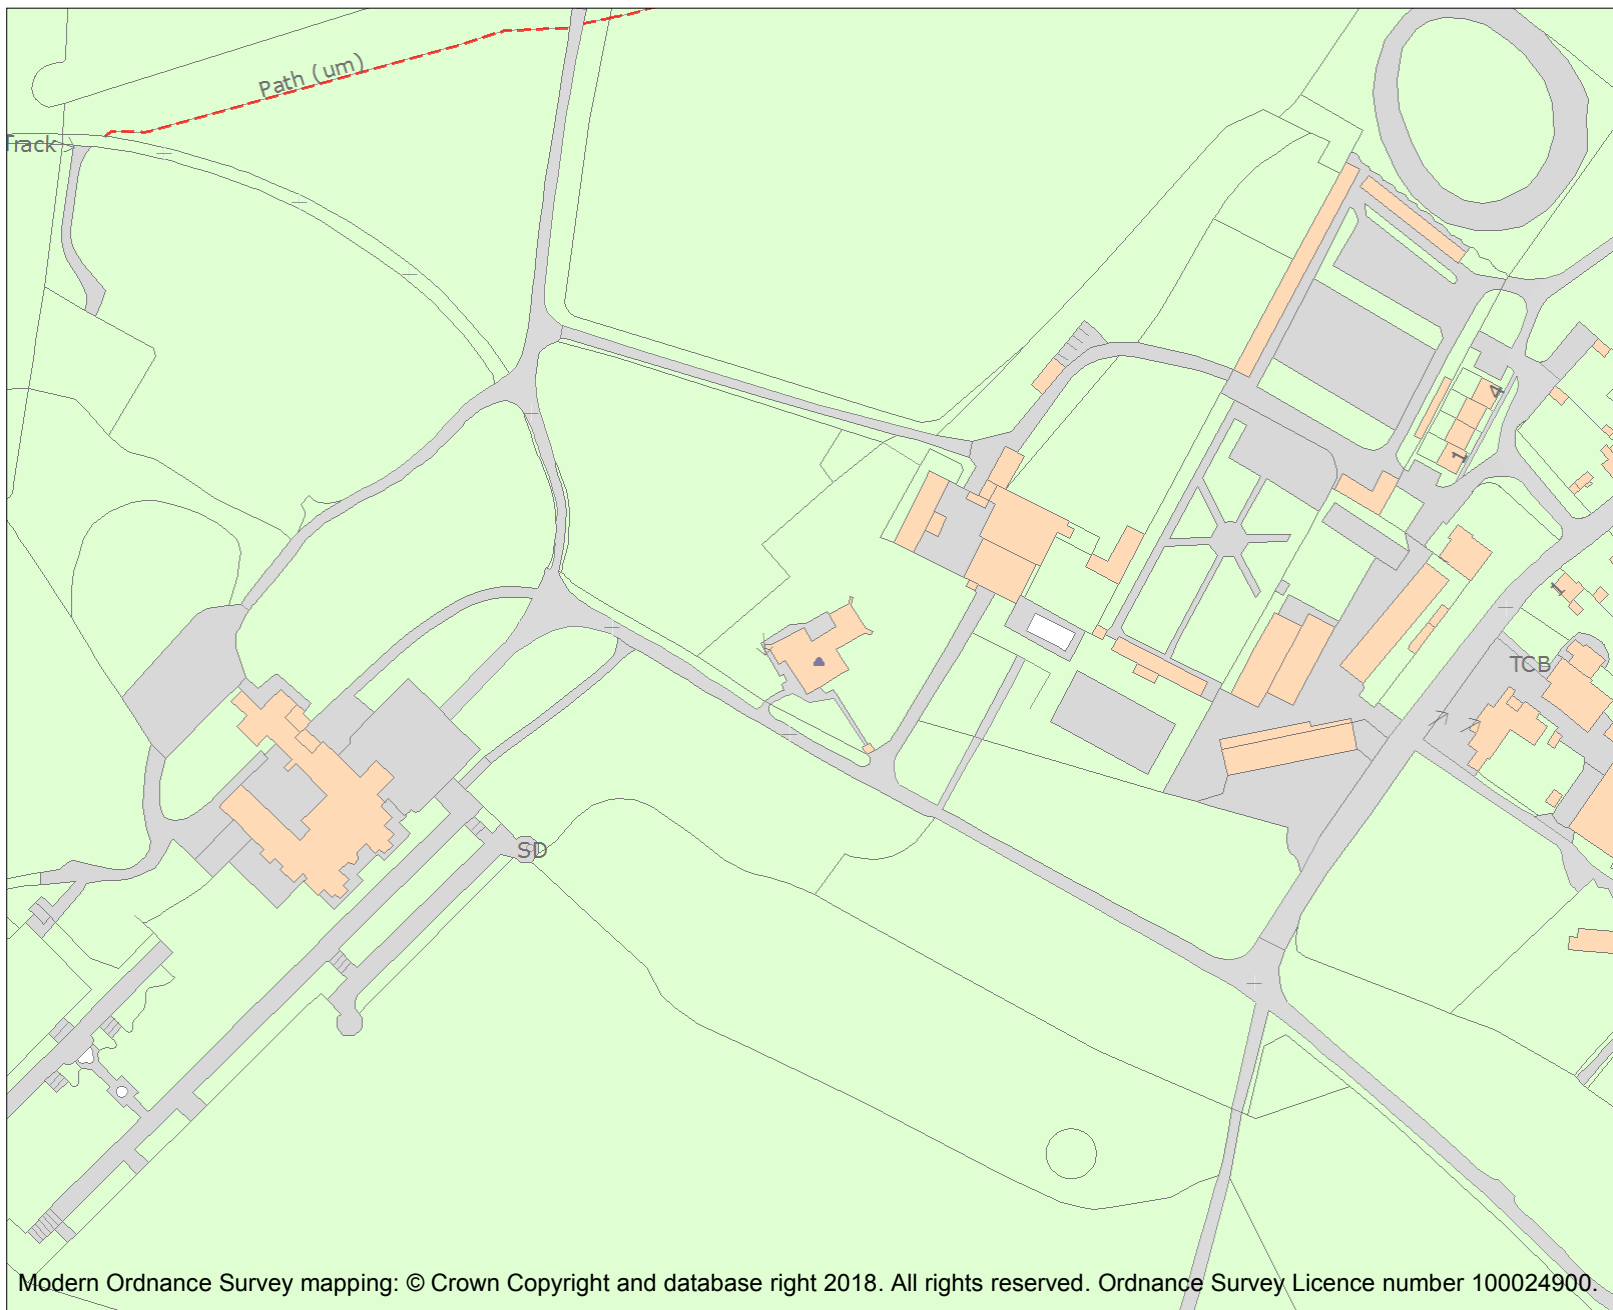 Path (um)
Track
4
1
1
TCB
SD
Modern Ordnance Survey mapping: © Crown Copyright and database right 2018. All rights reserved. Ordnance Survey Licence number 100024900.